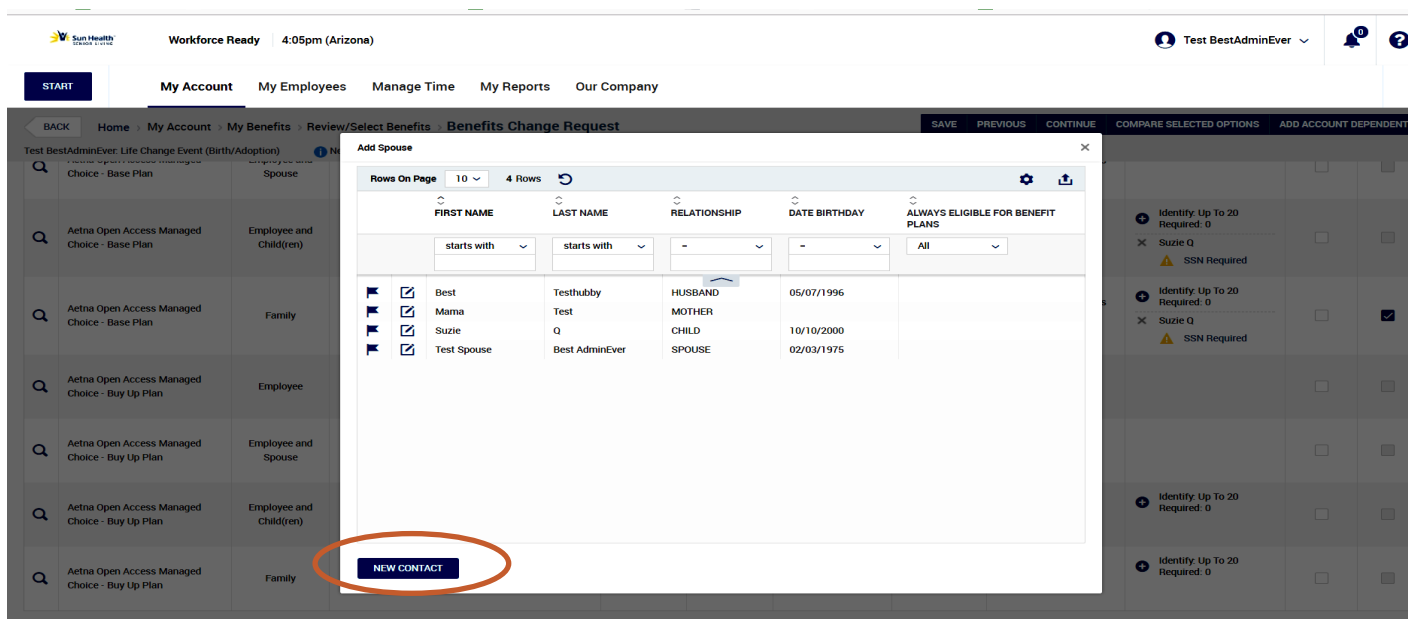 Sun Health
SENIOR LIVING
Workforce Ready
4:05pm (Arizona)
Test BestAdminEver
0
START
My Account
My Employees
Manage Time
My Reports
Our Company
BACK
Home > My Account > My Benefits > Review/Select Benefits > Benefits Change Request
SAVE
PREVIOUS
CONTINUE
COMPARE SELECTED OPTIONS
ADD ACCOUNT DEPENDENT
Test BestAdminEver: Life Change Event (Birth/Adoption)
Add Spouse
Rows On Page
10
4 Rows
FIRST NAME
LAST NAME
RELATIONSHIP
DATE BIRTHDAY
ALWAYS ELIGIBLE FOR BENEFIT
PLANS
starts with
starts with
-
-
All
Best Testhubby HUSBAND 05/07/1996
Mama Test MOTHER
Suzie Q CHILD 10/10/2000
Test Spouse Best AdminEver SPOUSE 02/03/1975
NEW CONTACT
Choice - Base Plan
Spouse
Aetna Open Access Managed
Choice - Base Plan
Employee and
Child(ren)
Identify: Up To 20
Required: 0
Suzie Q
SSN Required
Aetna Open Access Managed
Choice - Base Plan
Family
Identify: Up To 20
Required: 0
Suzie Q
SSN Required
Aetna Open Access Managed
Choice - Buy Up Plan
Employee
Aetna Open Access Managed
Choice - Buy Up Plan
Employee and
Spouse
Aetna Open Access Managed
Choice - Buy Up Plan
Employee and
Child(ren)
Identify: Up To 20
Required: 0
Aetna Open Access Managed
Choice - Buy Up Plan
Family
Identify: Up To 20
Required: 0